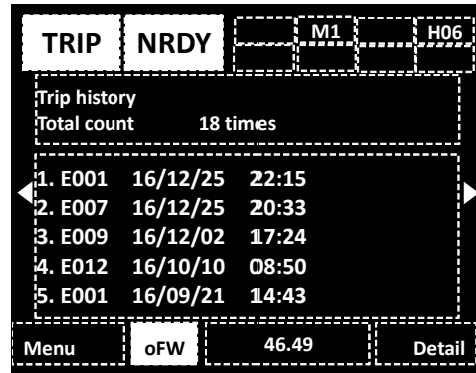 TRIP NRDY M1 H06
Trip history
Total count 18 times
1. E001 16/12/25 22:15
2. E007 16/12/25 20:33
3. E009 16/12/02 17:24
4. E012 16/10/10 08:50
5. E001 16/09/21 14:43
Menu oFW 46.49 Detail